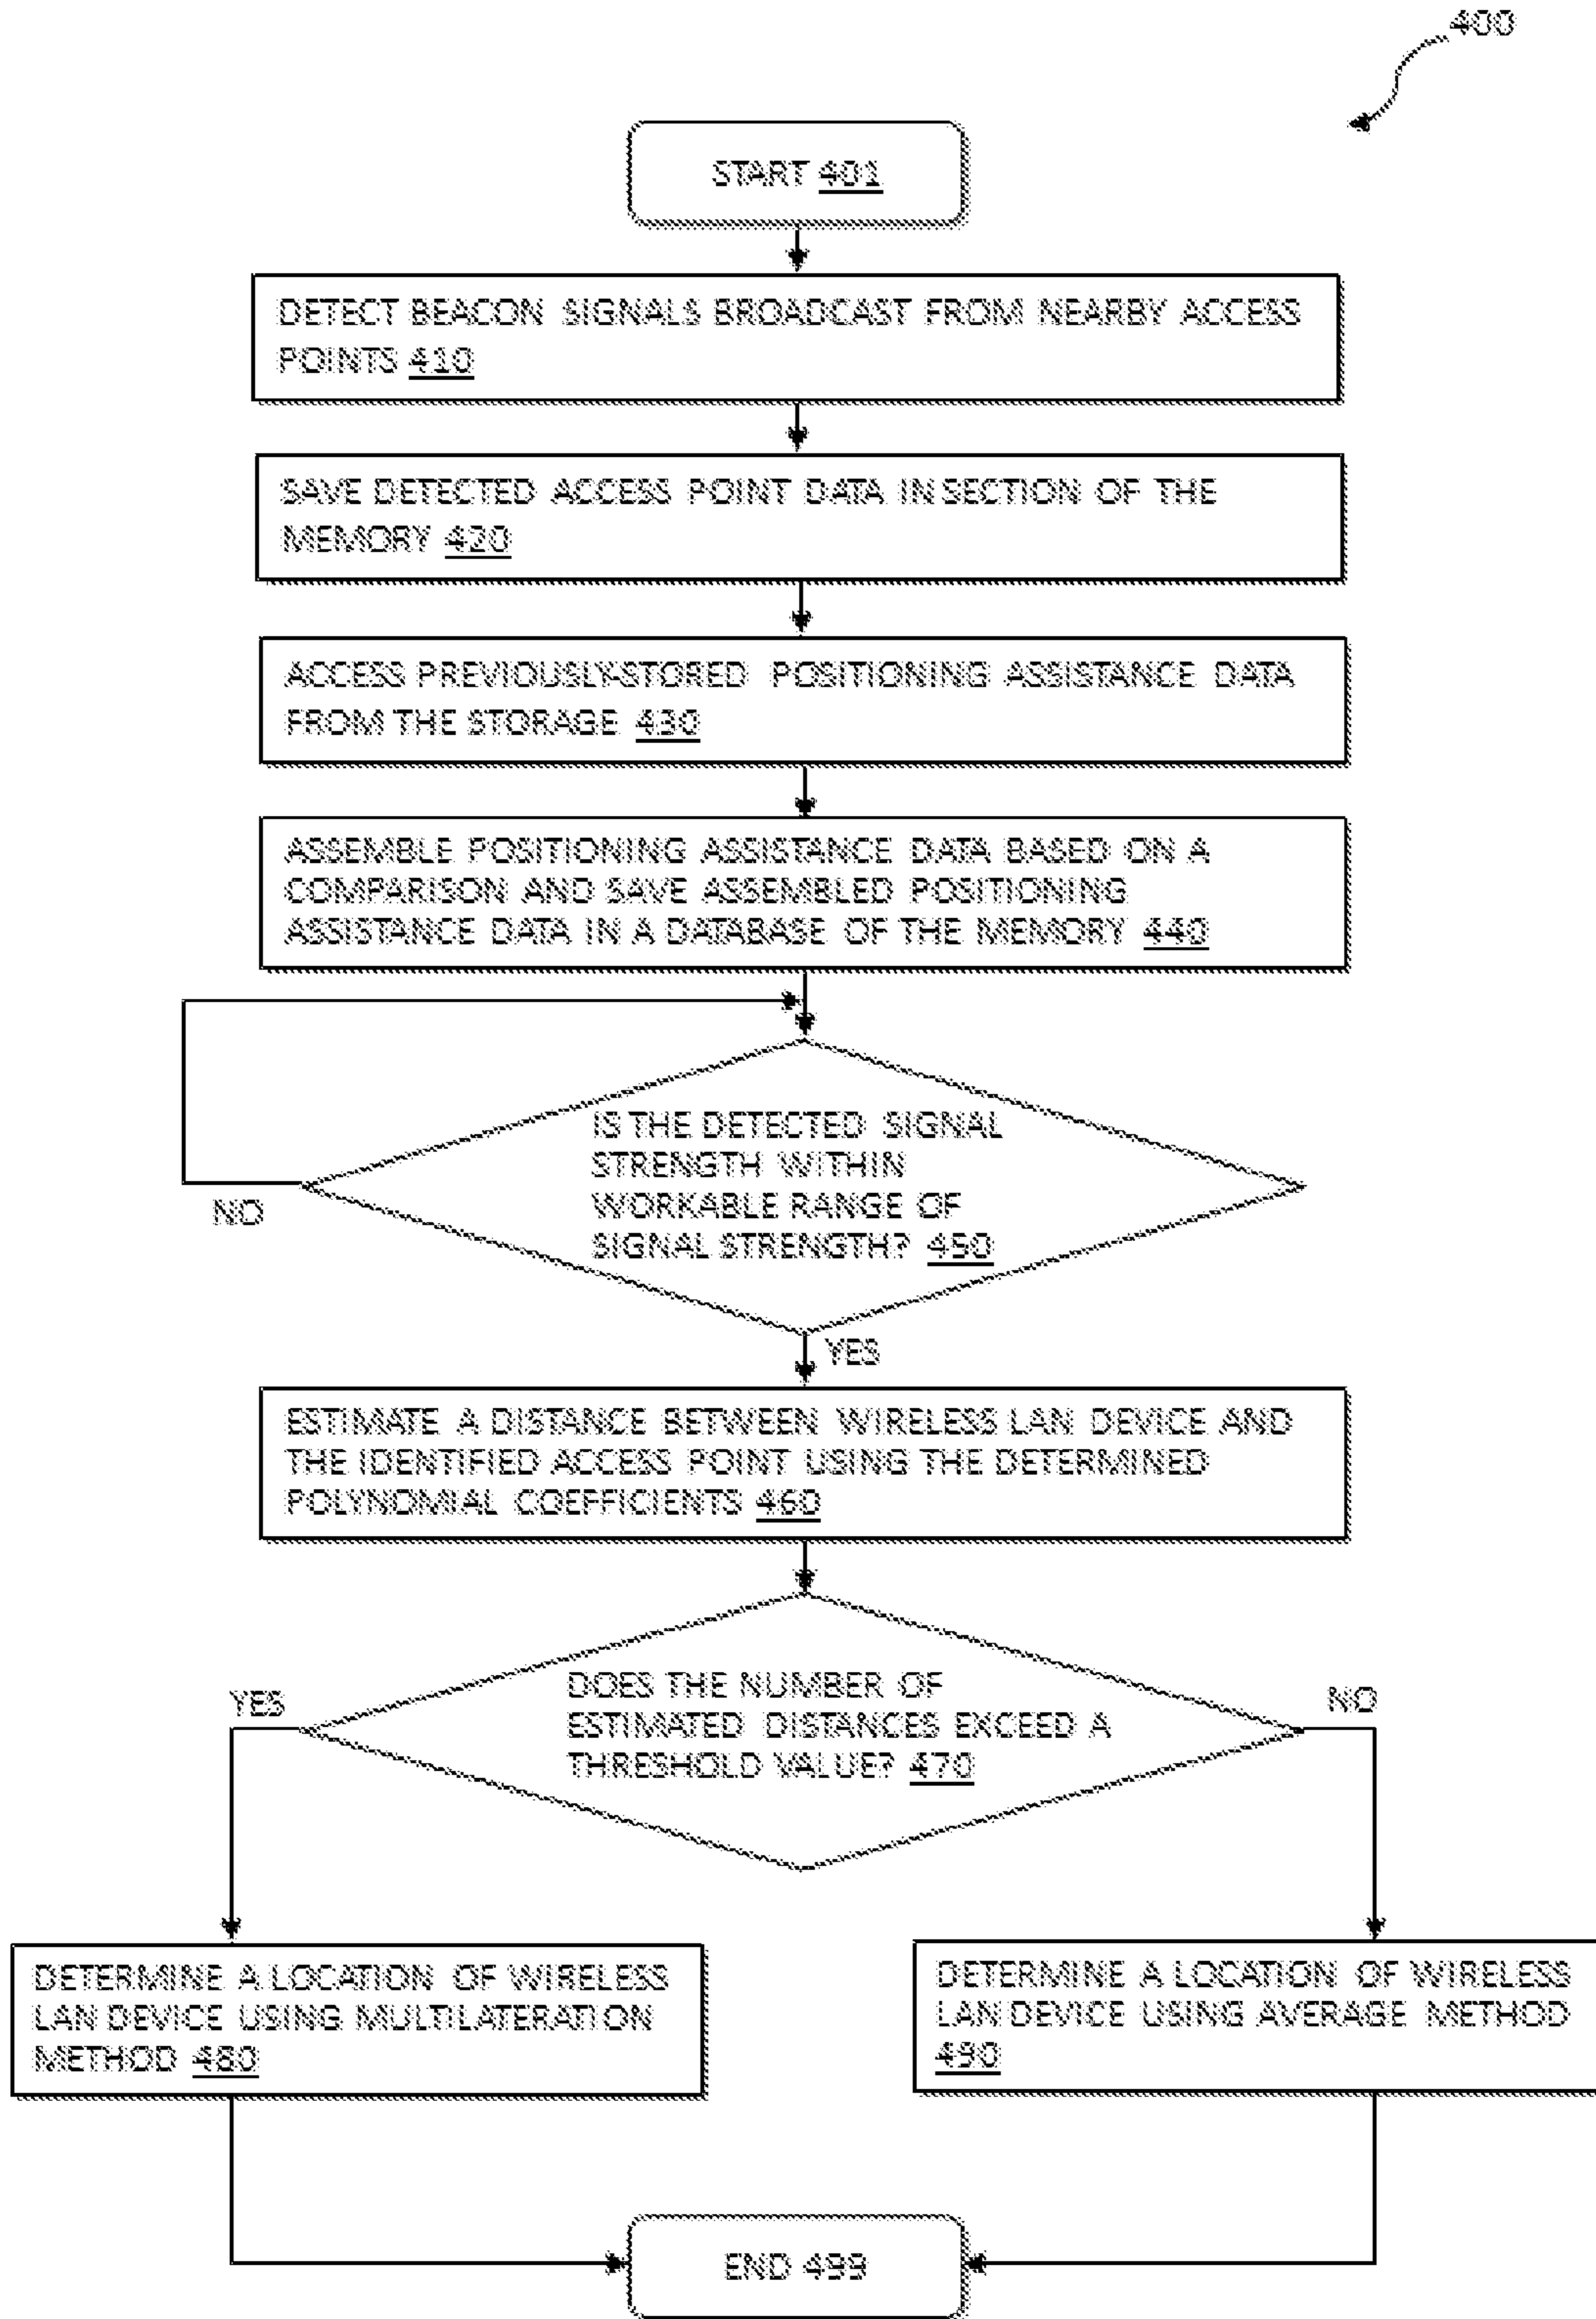 400
START 401
DETECT BEACON SIGNALS BROADCAST FROM NEARBY ACCESS
POINTS 410
SAVE DETECTED ACCESS POINT DATA IN SECTION OF THE
MEMORY 420
ACCESS PREVIOUSLY-STORED POSITIONING ASSISTANCE DATA
FROM THE STORAGE 430
ASSEMBLE POSITIONING ASSISTANCE DATA BASED ON A
COMPARISON AND SAVE ASSEMBLED POSITIONING
ASSISTANCE DATA IN A DATABASE OF THE MEMORY 440
IS THE DETECTED SIGNAL
STRENGTH WITHIN
WORKABLE RANGE OF
SIGNAL STRENGTH? 450
NO
YES
ESTIMATE A DISTANCE BETWEEN WIRELESS LAN DEVICE AND
THE IDENTIFIED ACCESS POINT USING THE DETERMINED
POLYNOMIAL COEFFICIENTS 460
DOES THE NUMBER OF
ESTIMATED DISTANCES EXCEED A
THRESHOLD VALUE? 470
YES
NO
DETERMINE A LOCATION OF WIRELESS
LAN DEVICE USING MULTILATERATION
METHOD 480
DETERMINE A LOCATION OF WIRELESS
LAN DEVICE USING AVERAGE METHOD
490
END 499